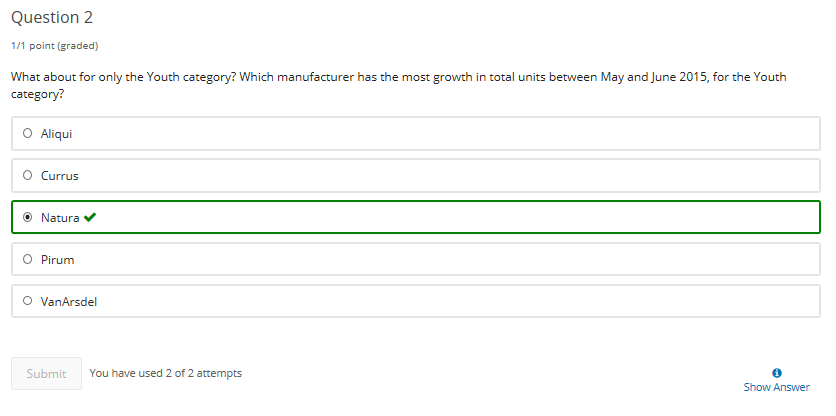 Question 2
1/1 point (graded)
What about for only the Youth category? Which manufacturer has the most growth in total units between May and June 2015, for the Youth
category?
Aliqui
Currus
Natura
Pirum
VanArsdel
Submit
You have used 2 of 2 attempts
Show Answer